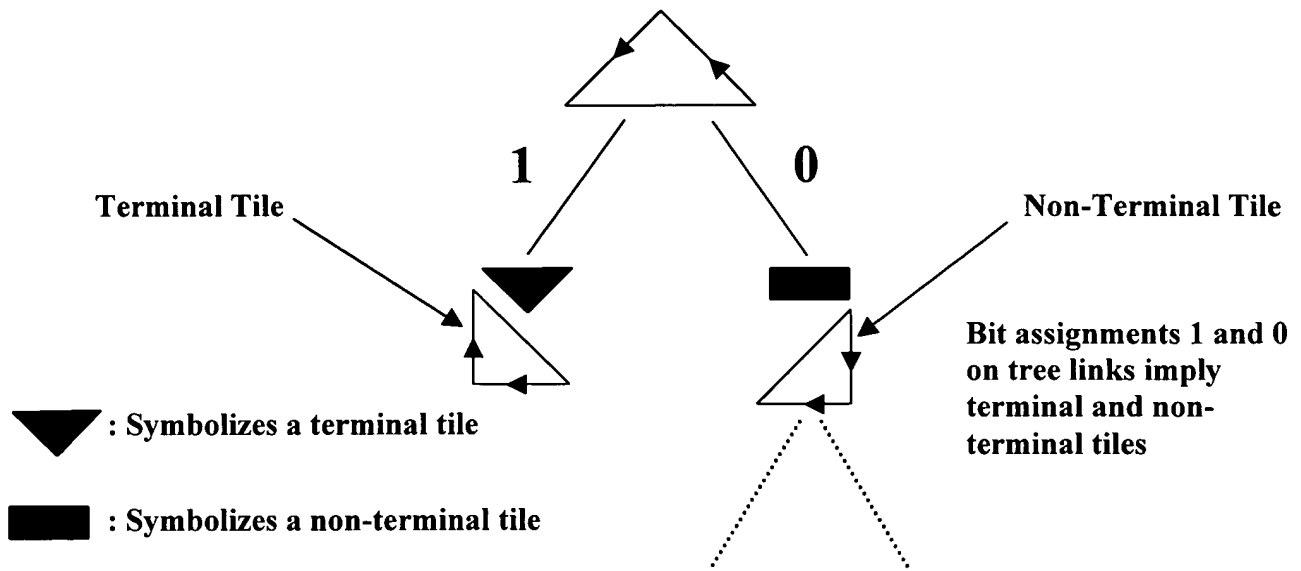 1
0
Terminal Tile
Non-Terminal Tile
Bit assignments 1 and 0
on tree links imply
terminal and non-
terminal tiles
: Symbolizes a terminal tile
: Symbolizes a non-terminal tile